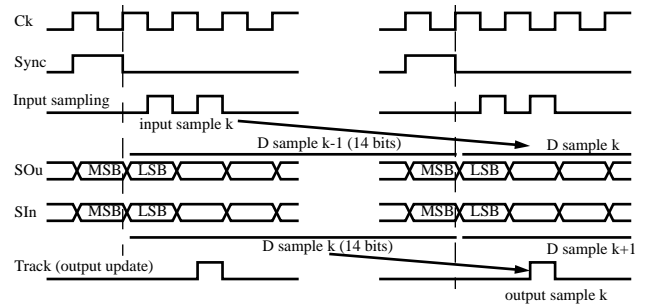 Ck
Sync
Input sampling
input sample k
D sample k-1 (14 bits)
D sample k
SOu
MSB
LSB
MSB
LSB
SIn
MSB
LSB
MSB
LSB
D sample k (14 bits)
D sample k+1
Track (output update)
output sample k